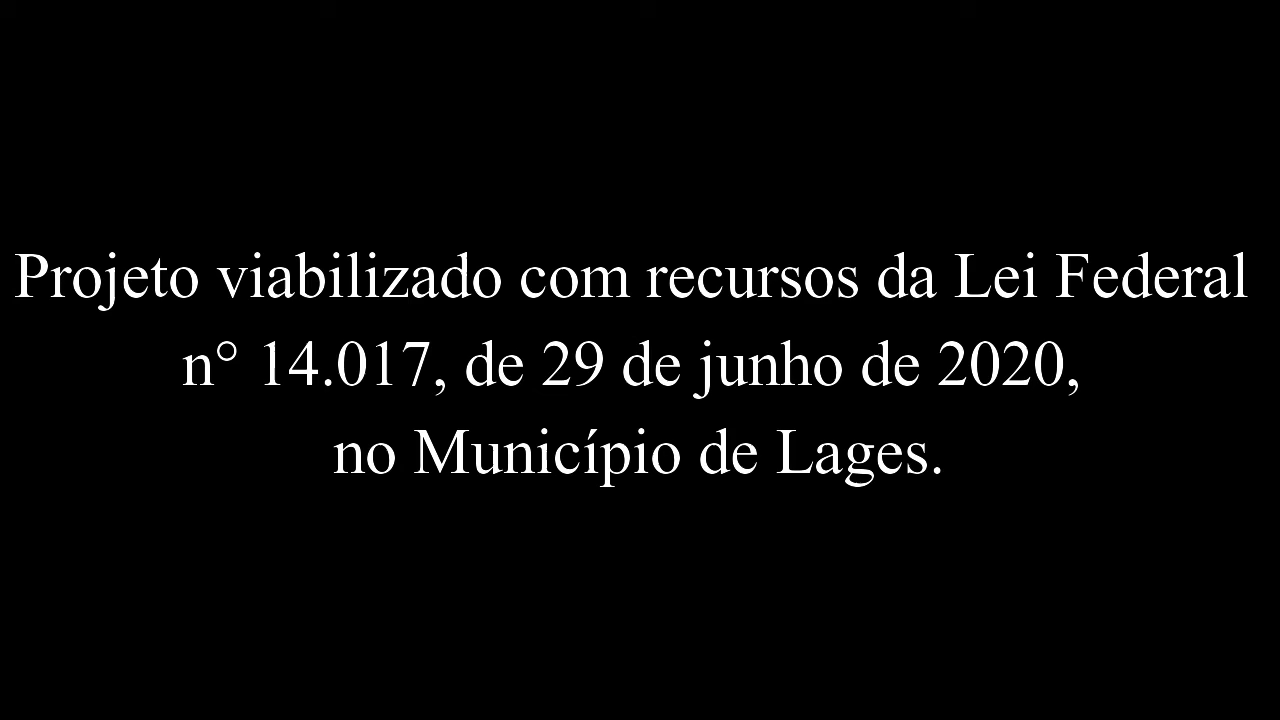 Projeto viabilizado com recursos da Lei Federal
n° 14.017, de 29 de junho de 2020,
no Município de Lages.